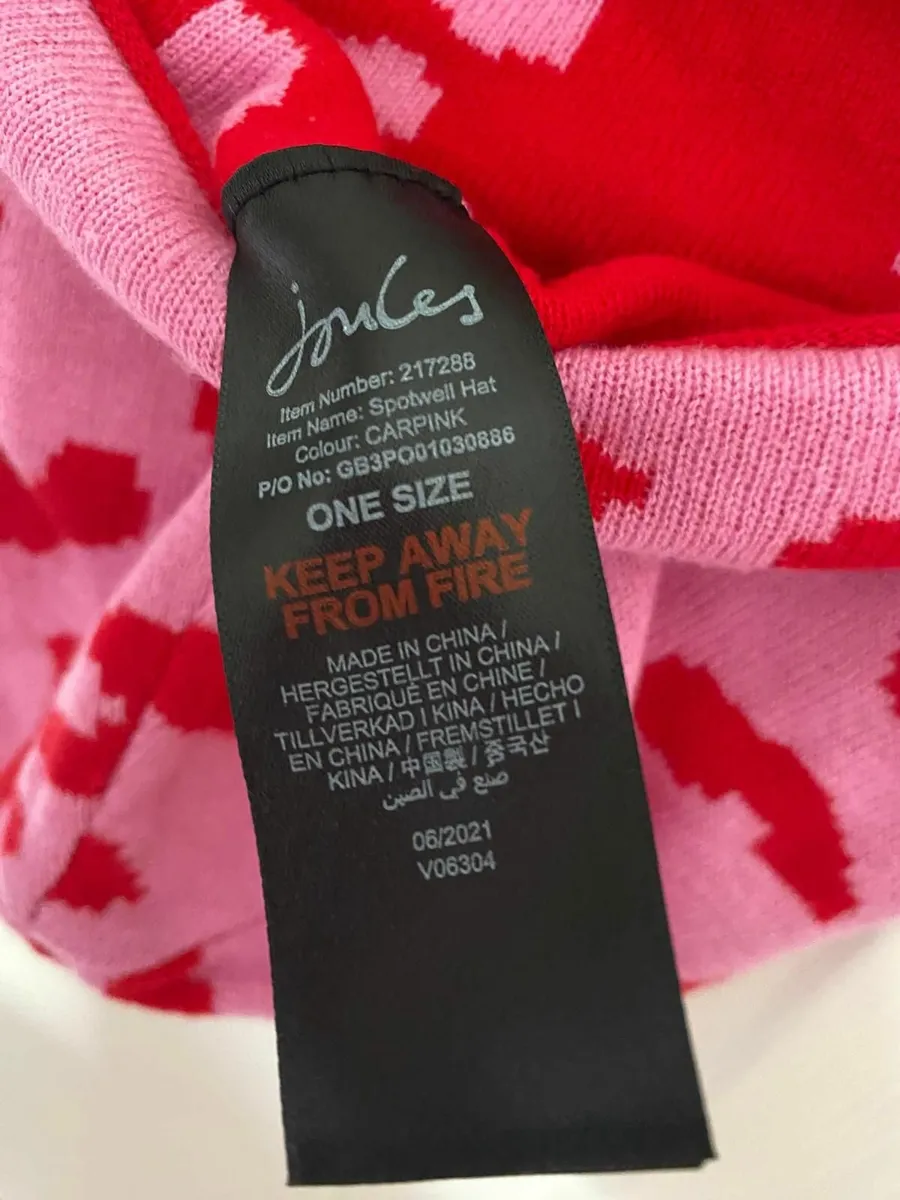 joules
Item Number: 217288
Item Name: Spotwell Hat
Colour: CARPINK
P/O No: GB3PO01030886
ONE SIZE
KEEP AWAY
FROM FIRE
MADE IN CHINA /
HERGESTELLT IN CHINA /
FABRIQUÉ EN CHINE /
TILLVERKAD I KINA / HECHO
EN CHINA / FREMSTILLET I
KINA / 中国製 / 중국산
صنع في الصين
06/2021
V06304